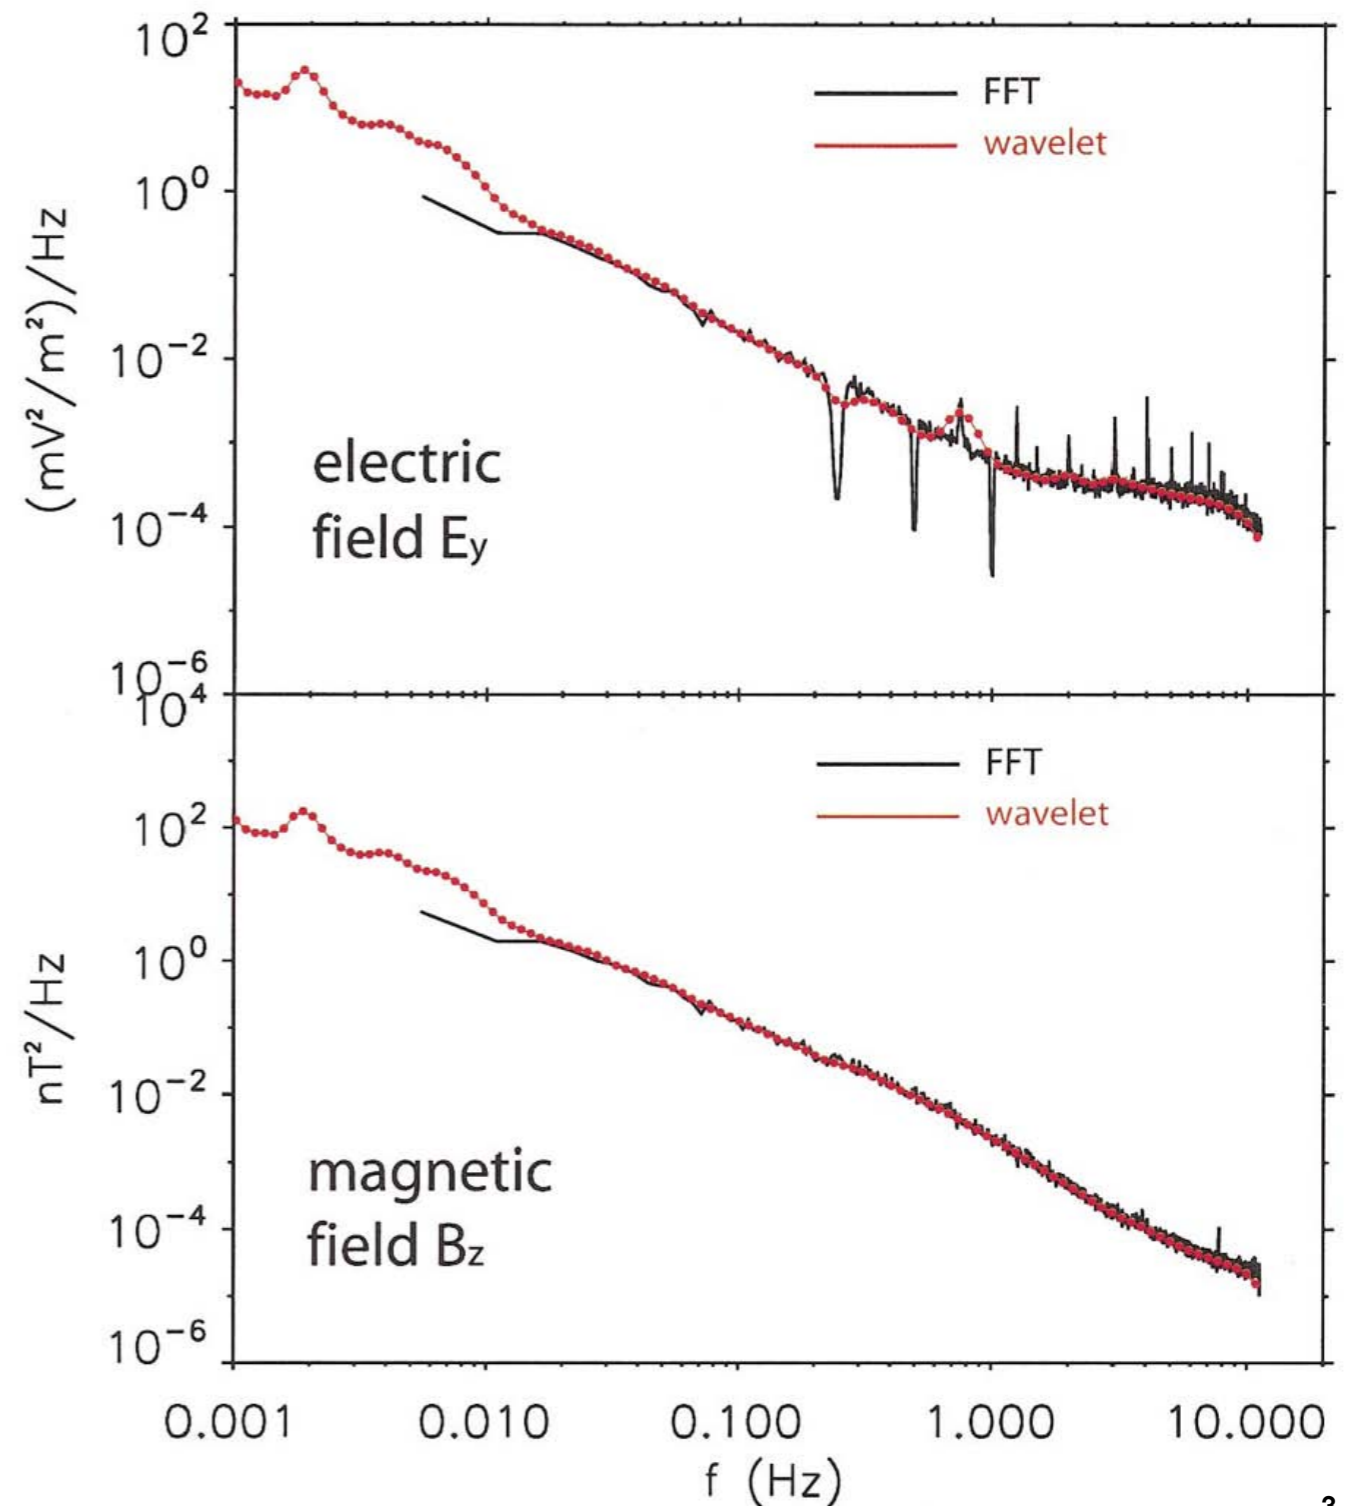 10²
FFT
wavelet
10⁰
(mV²/m²)/Hz
10⁻²
electric
field Ey
10⁻⁴
10⁻⁶
10⁴
FFT
wavelet
10²
10⁰
nT²/Hz
10⁻²
magnetic
field Bz
10⁻⁴
10⁻⁶
0.001 0.010 0.100 1.000 10.000
f (Hz)